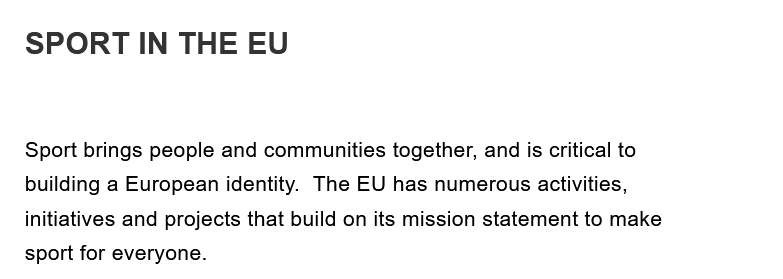 SPORT IN THE EU
Sport brings people and communities together, and is critical to
building a European identity.  The EU has numerous activities,
initiatives and projects that build on its mission statement to make
sport for everyone.